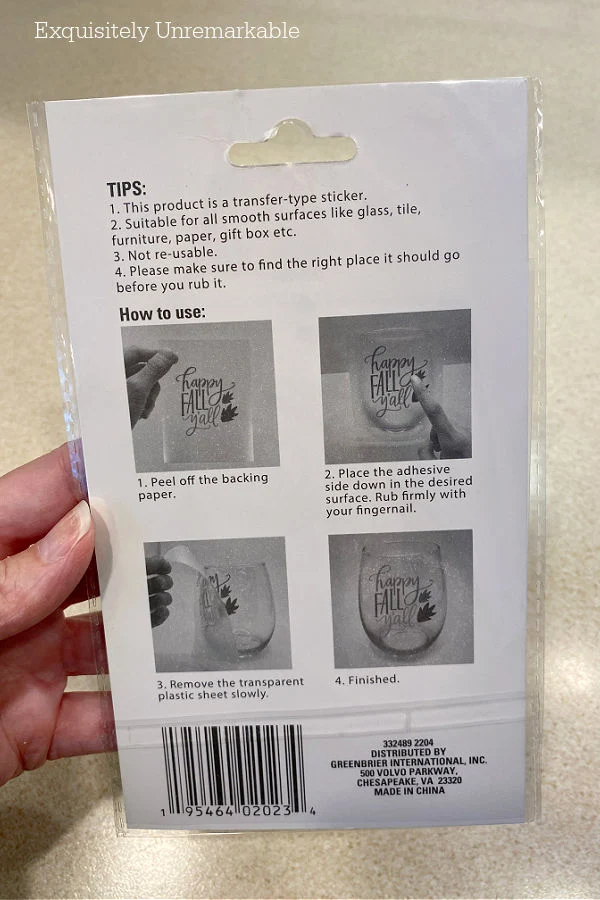 Exquisitely Unremarkable
TIPS:
1. This product is a transfer-type sticker.
2. Suitable for all smooth surfaces like glass, tile,
furniture, paper, gift box etc.
3. Not re-usable.
4. Please make sure to find the right place it should go
before you rub it.
How to use:
happy
FALL
y'all
happy
FALL
y'all
1. Peel off the backing
paper.
2. Place the adhesive
side down in the desired
surface. Rub firmly with
your fingernail.
happy
FALL
y'all
3. Remove the transparent
plastic sheet slowly.
4. Finished.
332489 2204
DISTRIBUTED BY
GREENBRIER INTERNATIONAL, INC.
500 VOLVO PARKWAY,
CHESAPEAKE, VA 23320
MADE IN CHINA
1 95464 02023 4